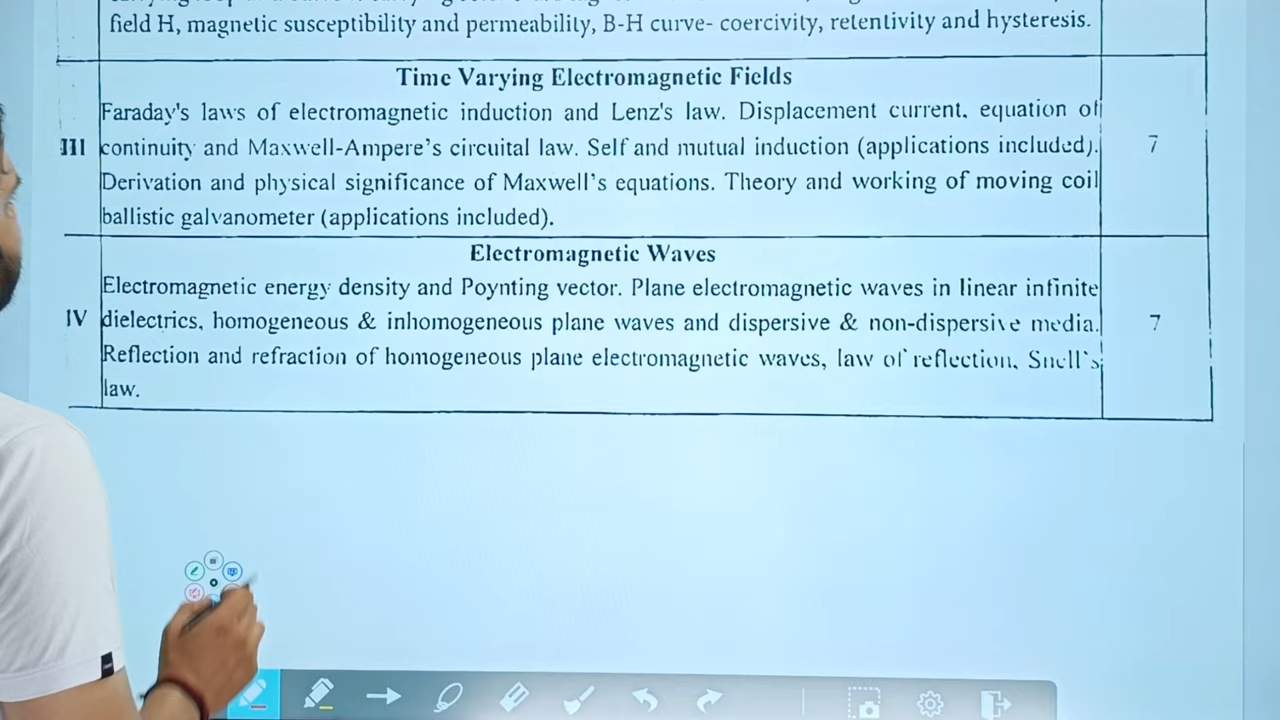 field H, magnetic susceptibility and permeability, B-H curve- coercivity, retentivity and hysteresis.
Time Varying Electromagnetic Fields
Faraday's laws of electromagnetic induction and Lenz's law. Displacement current, equation of
III continuity and Maxwell-Ampere's circuital law. Self and mutual induction (applications included). 7
Derivation and physical significance of Maxwell's equations. Theory and working of moving coil
ballistic galvanometer (applications included).
Electromagnetic Waves
Electromagnetic energy density and Poynting vector. Plane electromagnetic waves in linear infinite
IV dielectrics, homogeneous & inhomogeneous plane waves and dispersive & non-dispersive media. 7
Reflection and refraction of homogeneous plane electromagnetic waves, law of reflection, Snell's
law.